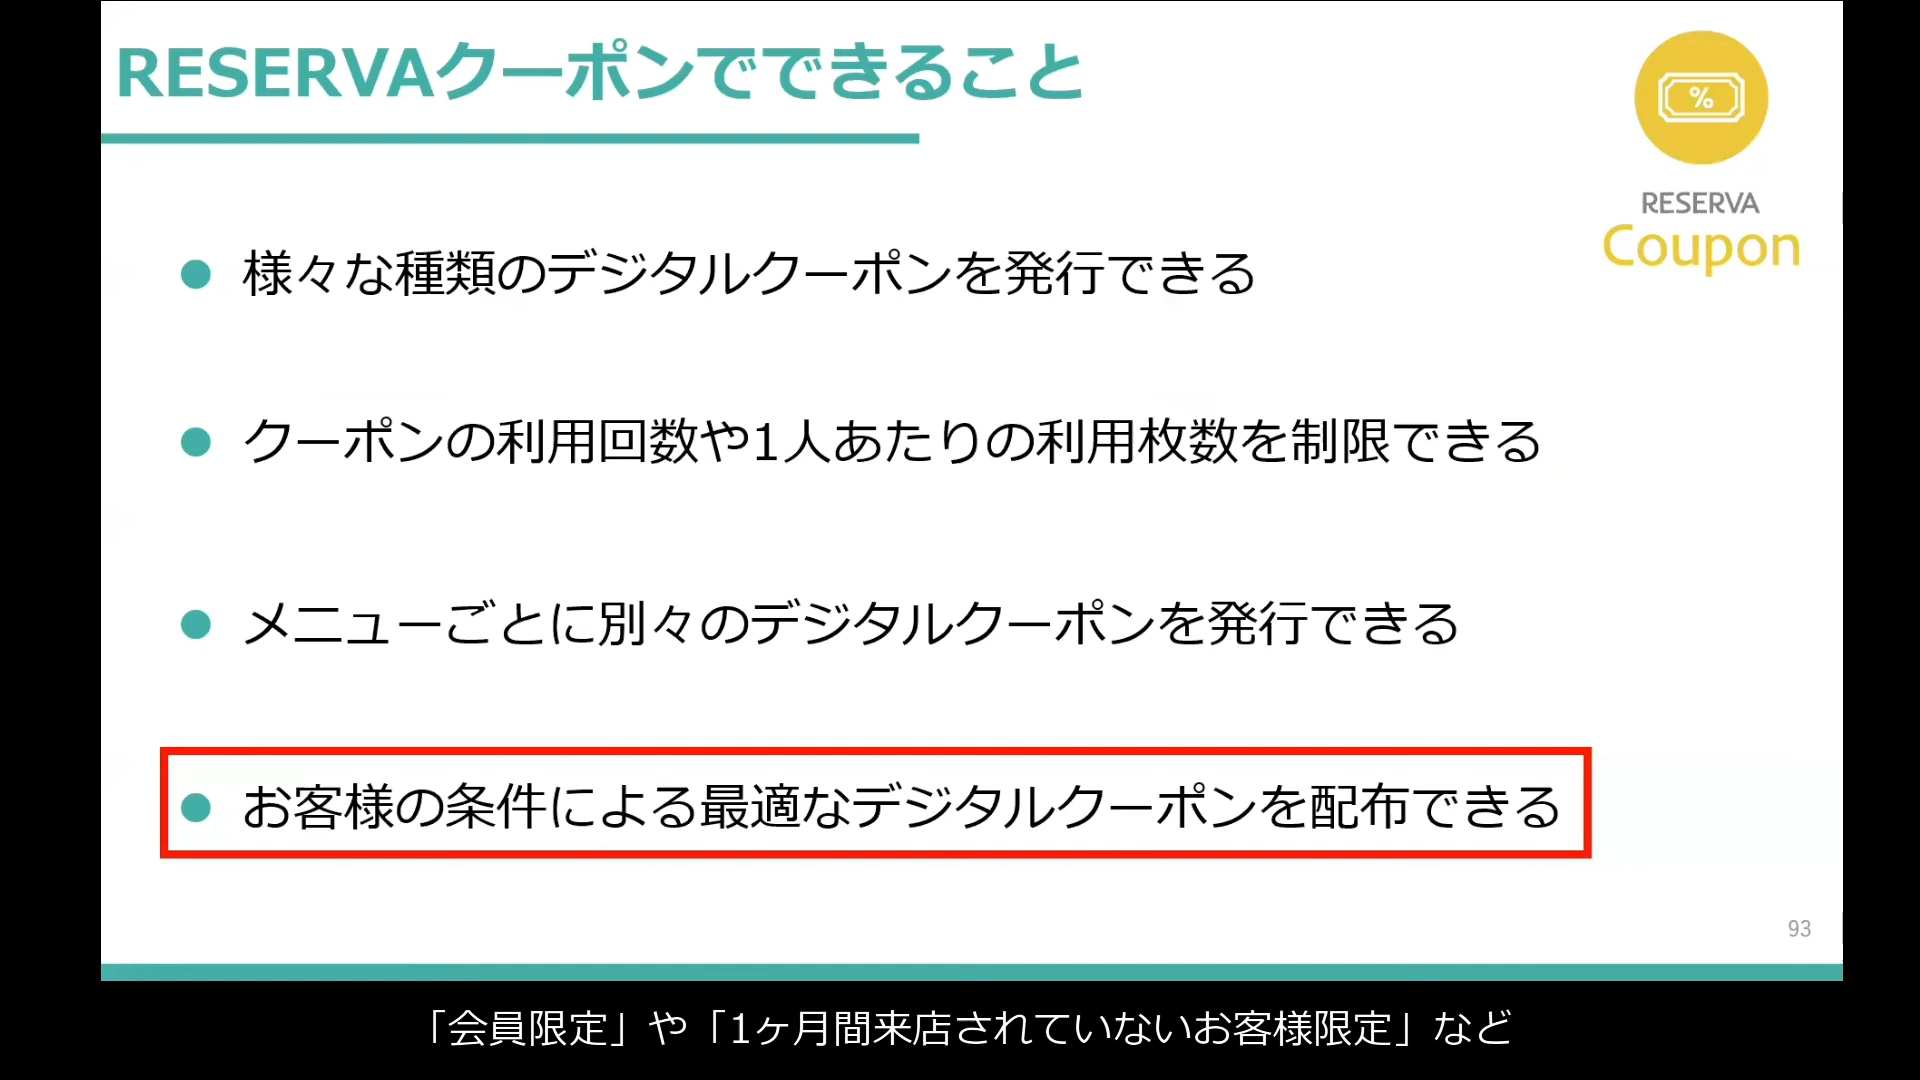 RESERVAクーポンでできること
%
RESERVA
Coupon
様々な種類のデジタルクーポンを発行できる
クーポンの利用回数や1人あたりの利用枚数を制限できる
メニューごとに別々のデジタルクーポンを発行できる
お客様の条件による最適なデジタルクーポンを配布できる
93
「会員限定」や「1ヶ月間来店されていないお客様限定」など